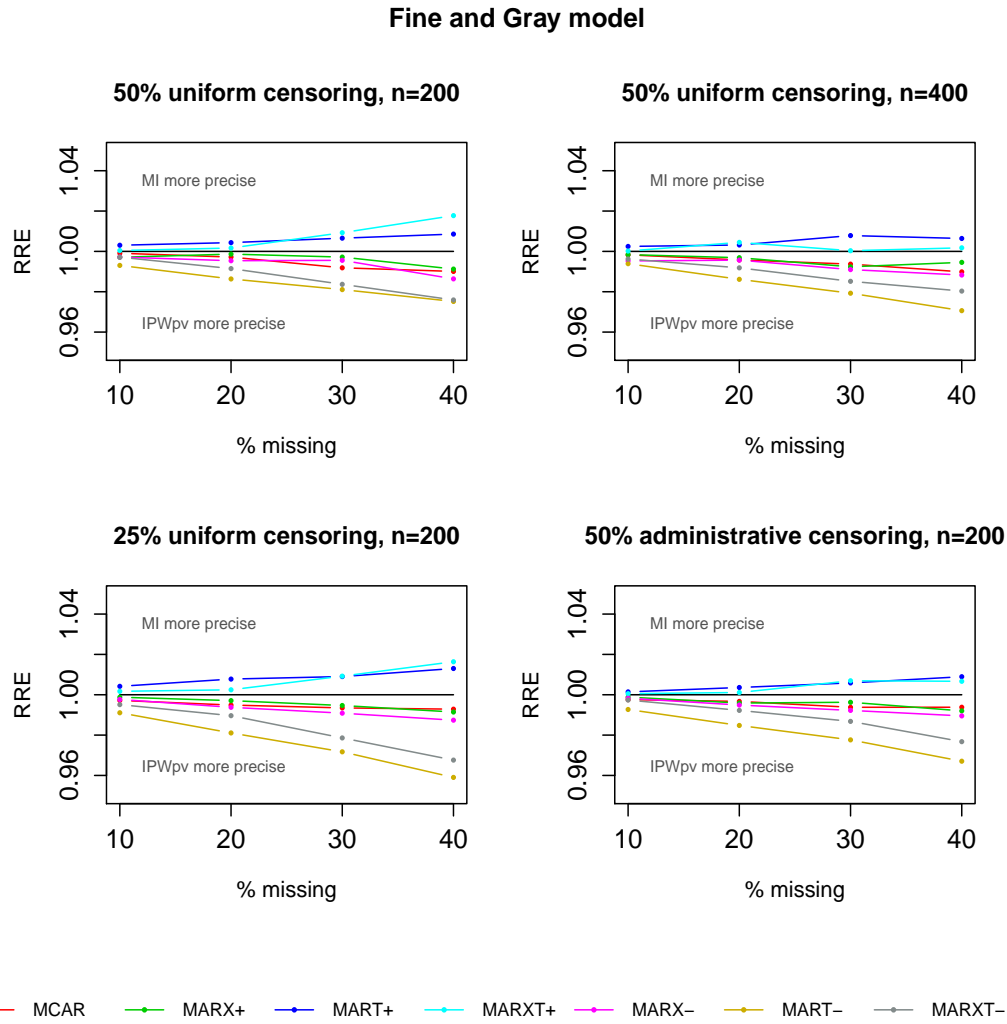 Fine and Gray model
50% uniform censoring, n=200
RRE
1.04
1.00
0.96
MI more precise
IPWpv more precise
10 20 30 40
% missing
50% uniform censoring, n=400
RRE
1.04
1.00
0.96
MI more precise
IPWpv more precise
10 20 30 40
% missing
25% uniform censoring, n=200
RRE
1.04
1.00
0.96
MI more precise
IPWpv more precise
10 20 30 40
% missing
50% administrative censoring, n=200
RRE
1.04
1.00
0.96
MI more precise
IPWpv more precise
10 20 30 40
% missing
MCAR MARX+ MART+ MARXT+ MARX− MART− MARXT−